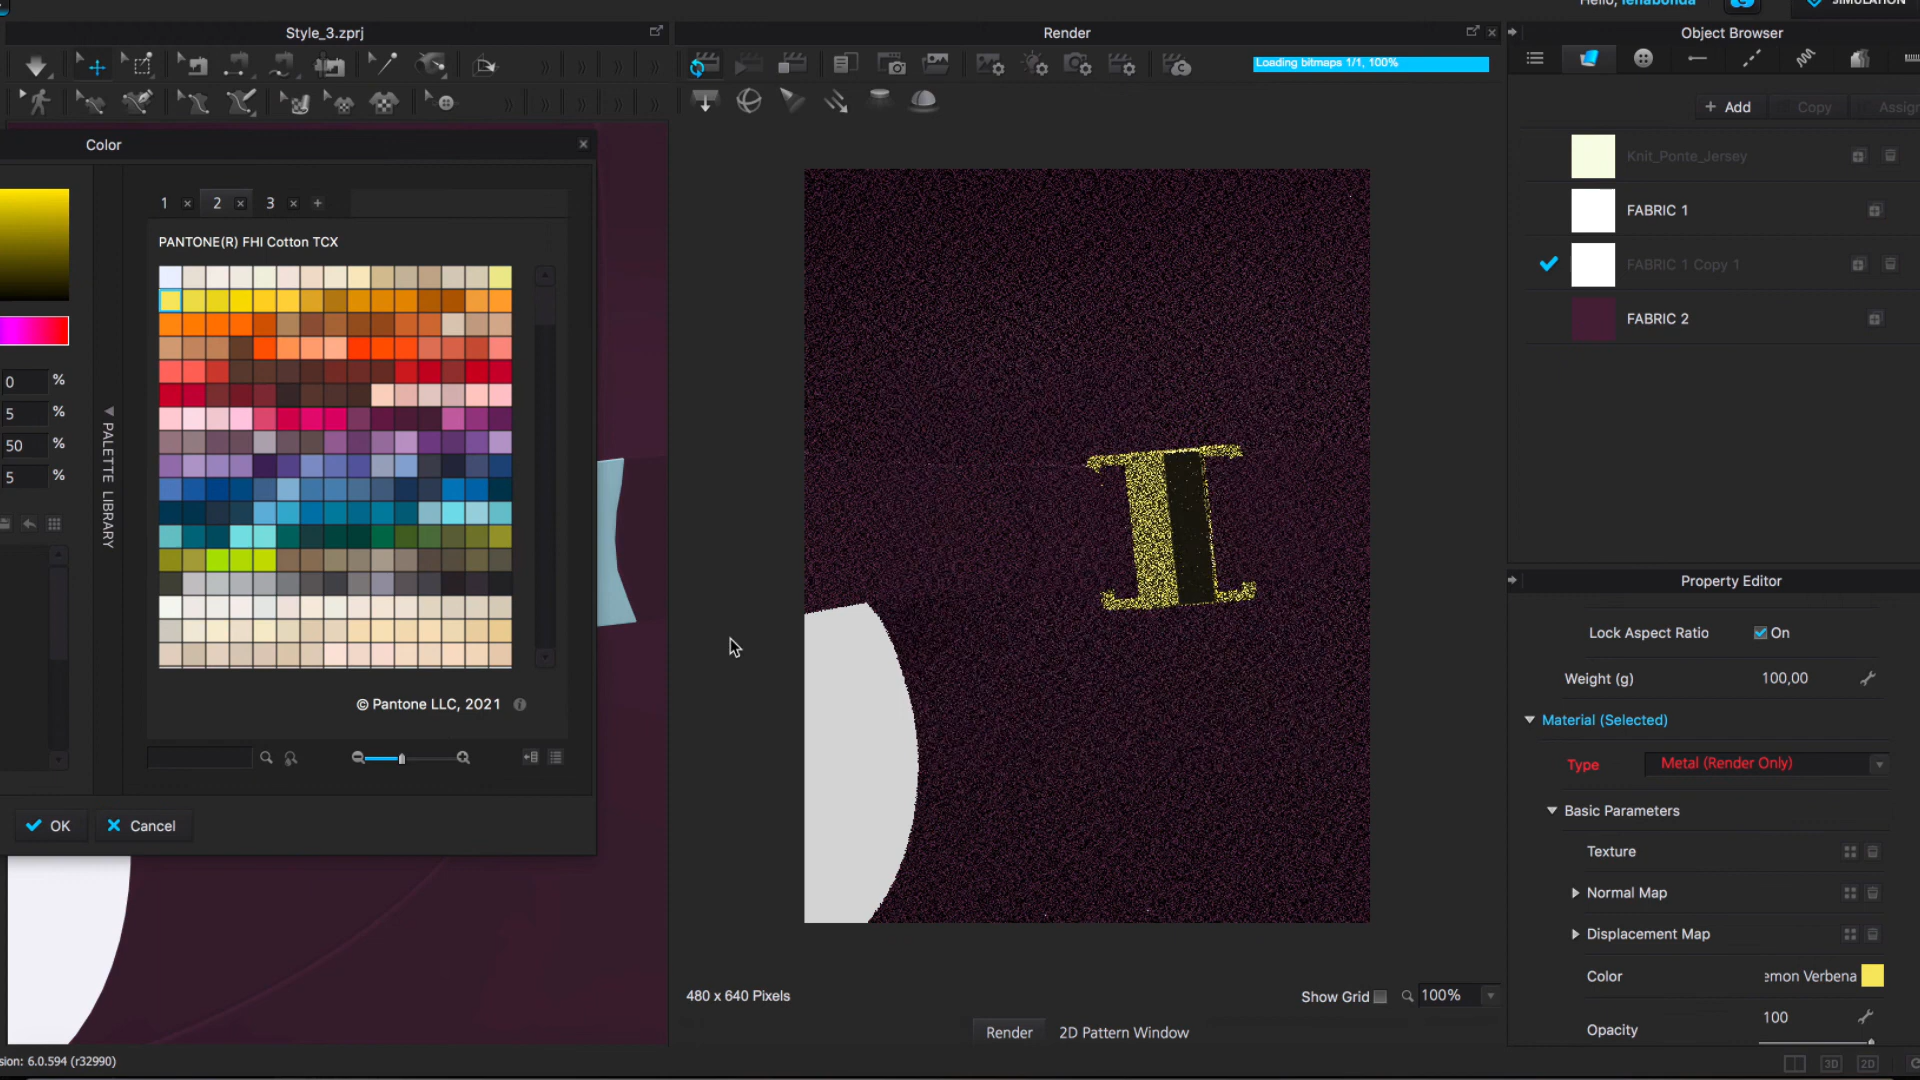 Hello, lenabonda
SIMULATION
Style_3.zprj
Render
Object Browser
Loading bitmaps 1/1, 100%
+ Add
Copy
Assign
Color
Knit_Ponte_Jersey
1
2
3
FABRIC 1
PANTONE(R) FHI Cotton TCX
FABRIC 1 Copy 1
FABRIC 2
0 %
5 %
50 %
5 %
PALETTE LIBRARY
I
Property Editor
Lock Aspect Ratio
On
Weight (g)
100,00
© Pantone LLC, 2021
Material (Selected)
Type
Metal (Render Only)
Basic Parameters
OK
Cancel
Texture
Normal Map
Displacement Map
Color
emon Verbena
480 x 640 Pixels
Show Grid
100%
Opacity
100
Render
2D Pattern Window
sion: 6.0.594 (r32990)
3D
2D